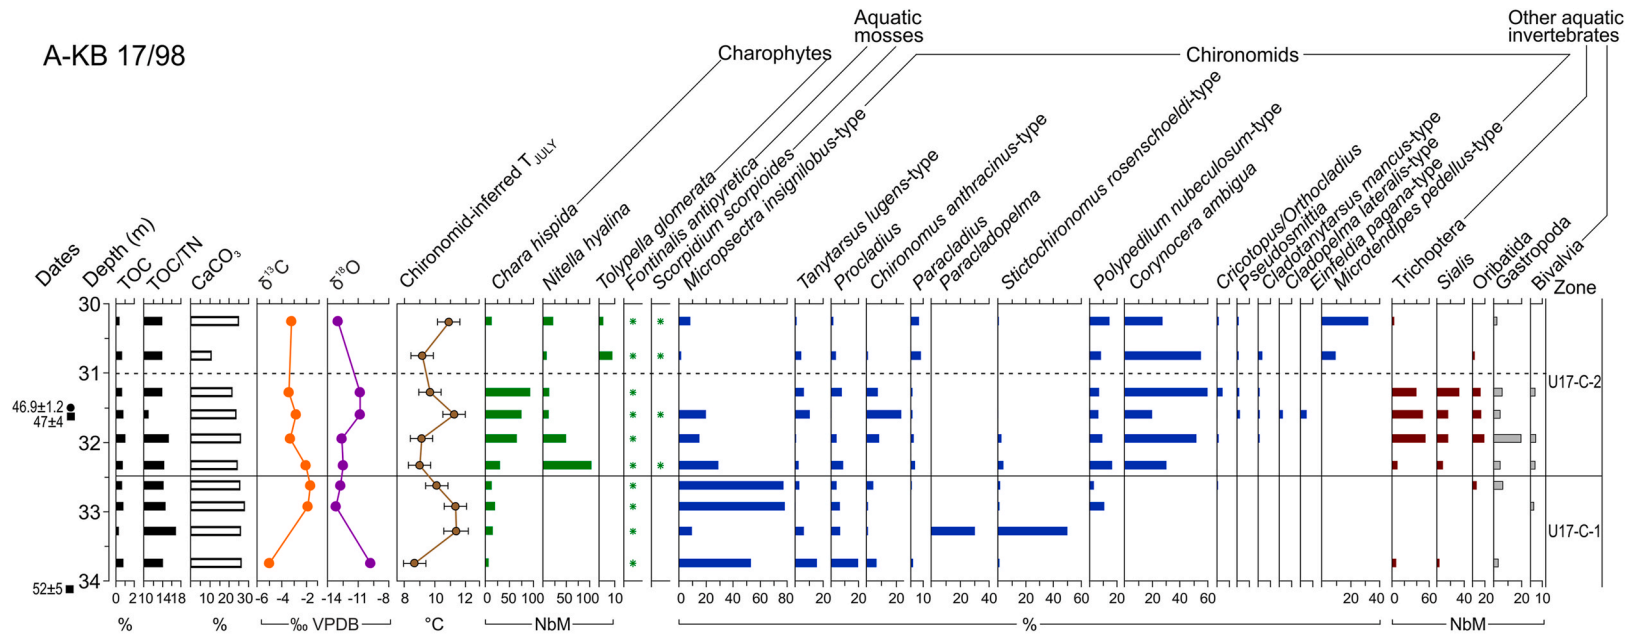 A-KB 17/98
Aquatic
mosses
Other aquatic
invertebrates
Charophytes
Chironomids
Dates
Depth (m)
TOC
TOC/TN
CaCO₃
δ¹³C
δ¹⁸O
Chironomid-inferred T_JULY
Chara hispida
Nitella hyalina
Tolypella glomerata
Fontinalis antipyretica
Scorpidium scorpioides
Micropsectra insignilobus-type
Tanytarsus lugens-type
Procladius
Chironomus anthracinus-type
Paracladius
Paracladopelma
Stictochironomus rosenschoeldi-type
Polypedilum nubeculosum-type
Corynocera ambigua
Cricotopus/Orthocladius
Pseudosmittia
Cladotanytarsus mancus-type
Cladopelma lateralis-type
Einfeldia pagana-type
Microtendipes pedellus-type
Trichoptera
Sialis
Oribatida
Gastropoda
Bivalvia
Zone
30
31
U17-C-2
46.9±1.2
47±4
32
33
U17-C-1
34
52±5
0 2 10 14 18 10 20 30 -6 -4 -2 -14 -11 -8 8 10 12 0 50 100 50 100 10 0 20 40 60 80 20 20 20 10 20 40 20 40 60 20 20 40 60 20 40 0 40 40 20 20 10
% % ‰ VPDB °C NbM % NbM